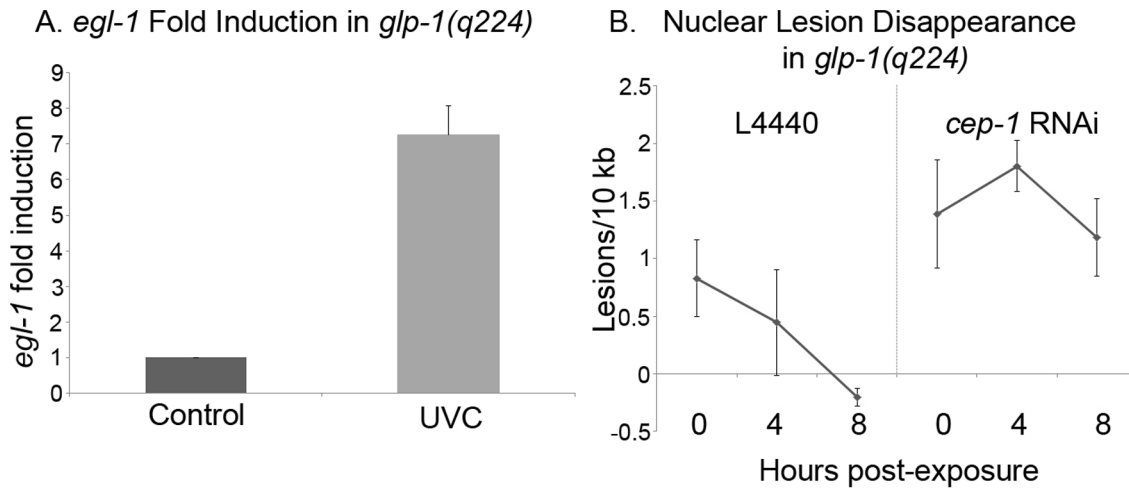 A. egl-1 Fold Induction in glp-1(q224)
egl-1 fold induction
9
8
7
6
5
4
3
2
1
0
Control UVC
B. Nuclear Lesion Disappearance
in glp-1(q224)
Lesions/10 kb
2.5
2
1.5
1
0.5
0
-0.5
L4440 cep-1 RNAi
0 4 8 0 4 8
Hours post-exposure